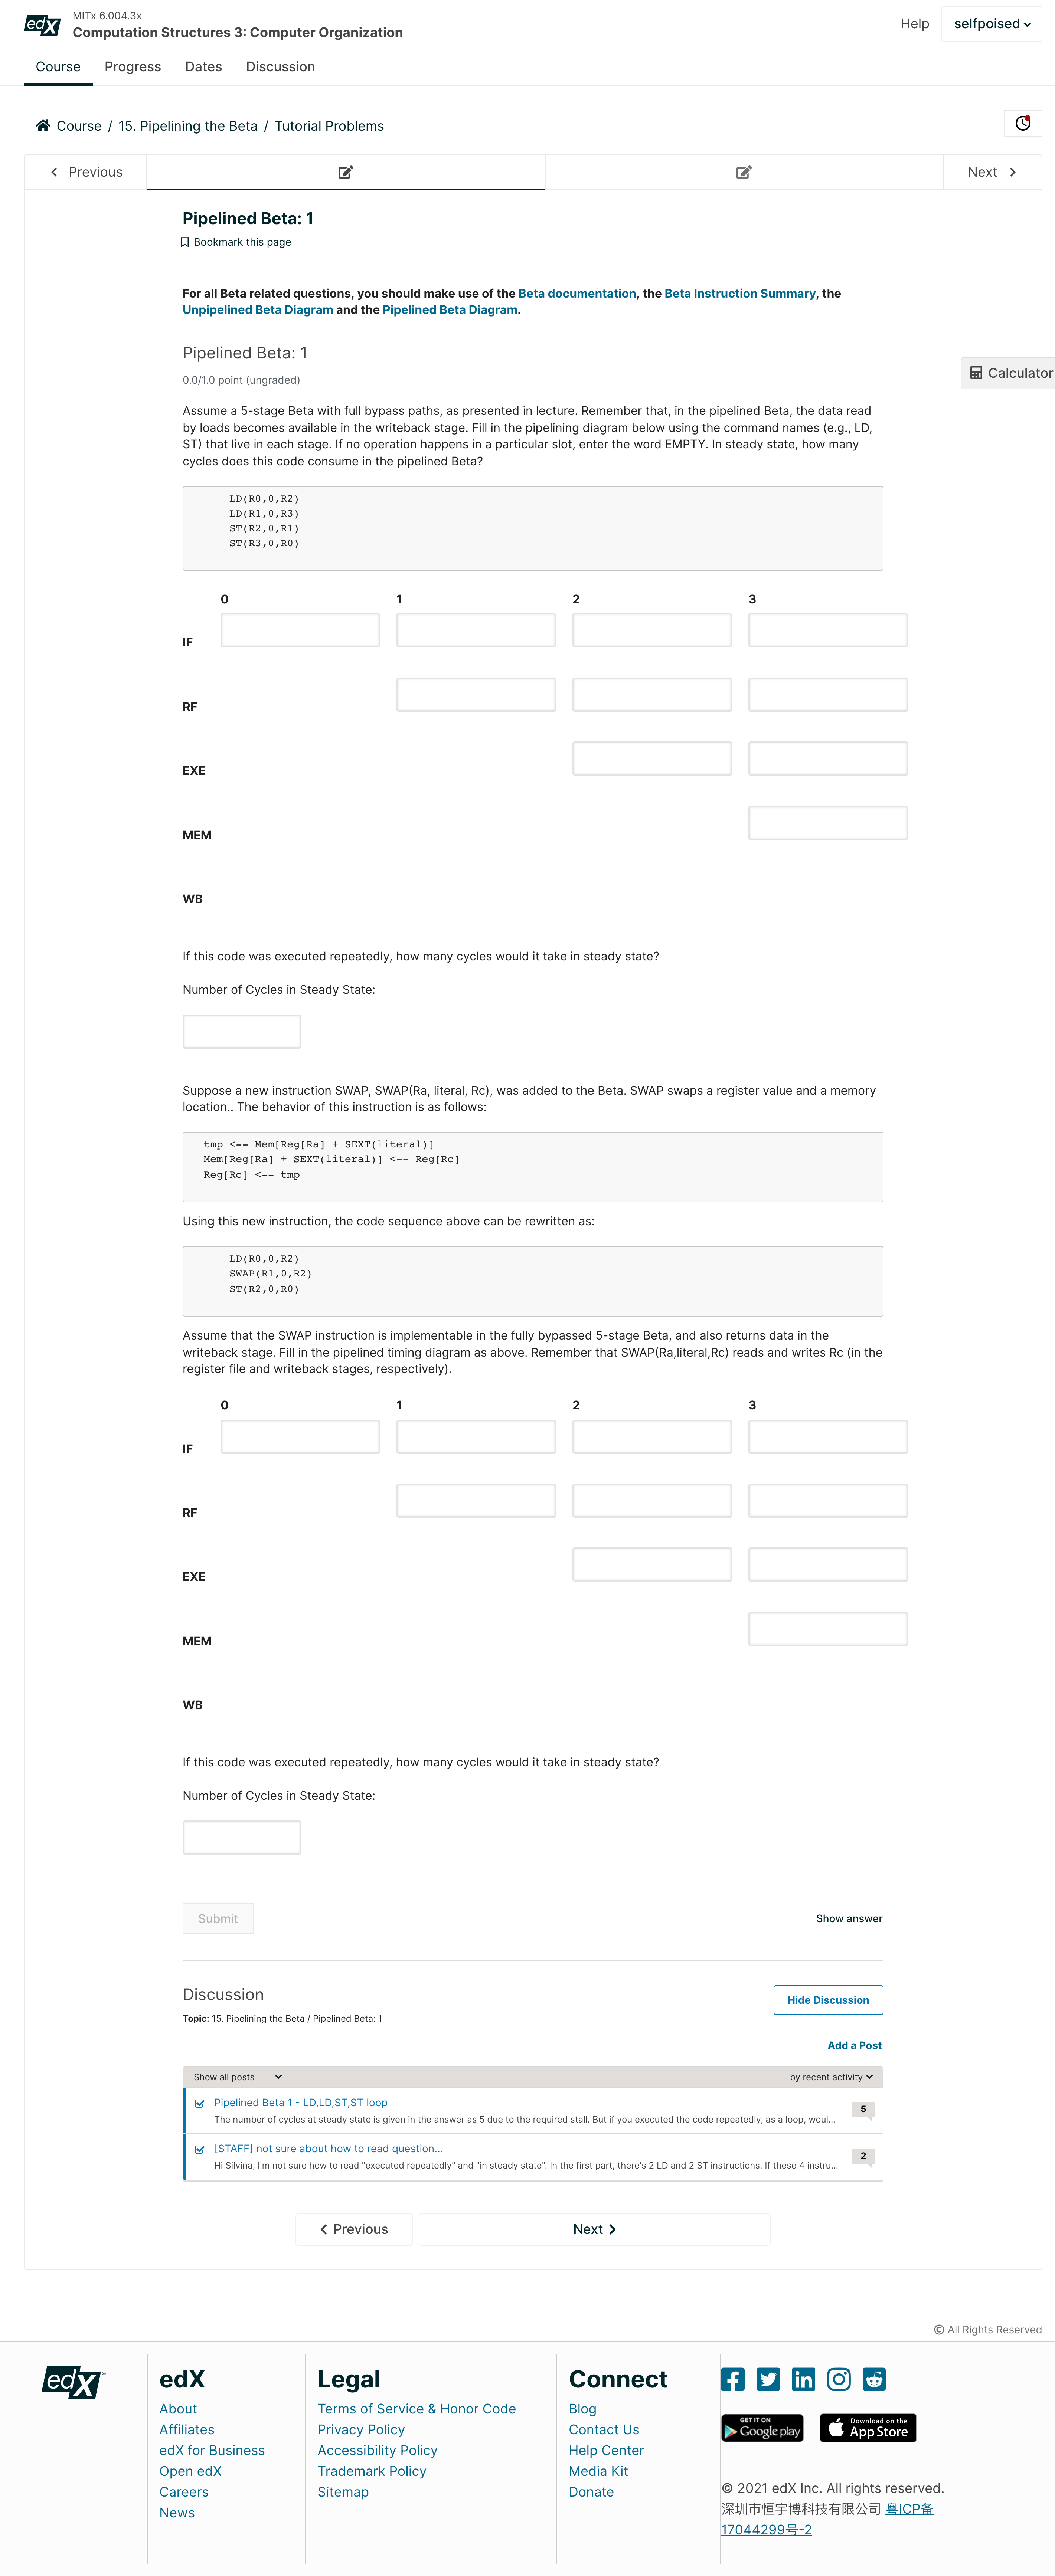 edX
MITx 6.004.3x
Computation Structures 3: Computer Organization
Help
selfpoised
Course
Progress
Dates
Discussion
Course / 15. Pipelining the Beta / Tutorial Problems
Previous
Next
Pipelined Beta: 1
Bookmark this page
For all Beta related questions, you should make use of the Beta documentation, the Beta Instruction Summary, the
Unpipelined Beta Diagram and the Pipelined Beta Diagram.
Pipelined Beta: 1
Calculator
0.0/1.0 point (ungraded)
Assume a 5-stage Beta with full bypass paths, as presented in lecture. Remember that, in the pipelined Beta, the data read
by loads becomes available in the writeback stage. Fill in the pipelining diagram below using the command names (e.g., LD,
ST) that live in each stage. If no operation happens in a particular slot, enter the word EMPTY. In steady state, how many
cycles does this code consume in the pipelined Beta?
LD(R0,0,R2)
LD(R1,0,R3)
ST(R2,0,R1)
ST(R3,0,R0)
0 1 2 3
IF
RF
EXE
MEM
WB
If this code was executed repeatedly, how many cycles would it take in steady state?
Number of Cycles in Steady State:
Suppose a new instruction SWAP, SWAP(Ra, literal, Rc), was added to the Beta. SWAP swaps a register value and a memory
location.. The behavior of this instruction is as follows:
tmp <-- Mem[Reg[Ra] + SEXT(literal)]
Mem[Reg[Ra] + SEXT(literal)] <-- Reg[Rc]
Reg[Rc] <-- tmp
Using this new instruction, the code sequence above can be rewritten as:
LD(R0,0,R2)
SWAP(R1,0,R2)
ST(R2,0,R0)
Assume that the SWAP instruction is implementable in the fully bypassed 5-stage Beta, and also returns data in the
writeback stage. Fill in the pipelined timing diagram as above. Remember that SWAP(Ra,literal,Rc) reads and writes Rc (in the
register file and writeback stages, respectively).
0 1 2 3
IF
RF
EXE
MEM
WB
If this code was executed repeatedly, how many cycles would it take in steady state?
Number of Cycles in Steady State:
Submit
Show answer
Discussion
Hide Discussion
Topic: 15. Pipelining the Beta / Pipelined Beta: 1
Add a Post
Show all posts
by recent activity
Pipelined Beta 1 - LD,LD,ST,ST loop
5
The number of cycles at steady state is given in the answer as 5 due to the required stall. But if you executed the code repeatedly, as a loop, woul...
[STAFF] not sure about how to read question...
2
Hi Silvina, I'm not sure how to read "executed repeatedly" and "in steady state". In the first part, there's 2 LD and 2 ST instructions. If these 4 instru...
Previous
Next
© All Rights Reserved
edX
edX
About
Affiliates
edX for Business
Open edX
Careers
News
Legal
Terms of Service & Honor Code
Privacy Policy
Accessibility Policy
Trademark Policy
Sitemap
Connect
Blog
Contact Us
Help Center
Media Kit
Donate
GET IT ON
Google play
Download on the
App Store
© 2021 edX Inc. All rights reserved.
深圳市恒宇博科技有限公司 粤ICP备
17044299号-2